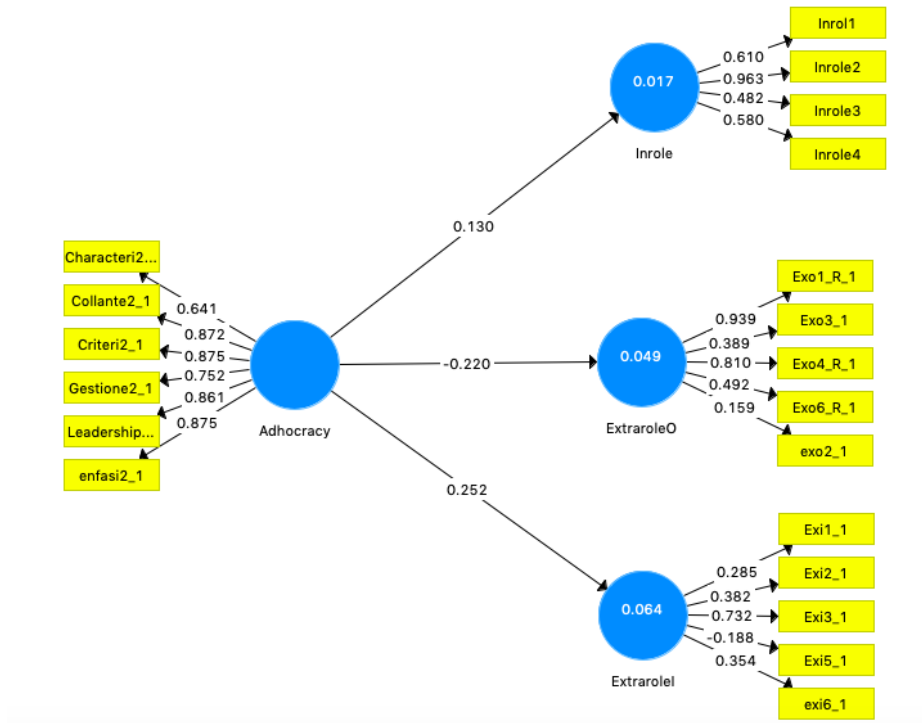 Inrol1
0.610
Inrole2
0.963
0.017
0.482
Inrole3
0.580
Inrole4
Inrole
0.130
Characteri2...
0.641
Collante2_1
0.872
Criteri2_1
0.875
Gestione2_1
0.752
0.861
Leadership...
0.875
enfasi2_1
Adhocracy
-0.220
Exo1_R_1
0.939
Exo3_1
0.389
0.049
0.810
Exo4_R_1
0.492
Exo6_R_1
0.159
exo2_1
ExtraroleO
0.252
Exi1_1
0.285
Exi2_1
0.382
0.064
0.732
Exi3_1
-0.188
Exi5_1
0.354
exi6_1
ExtraroleI